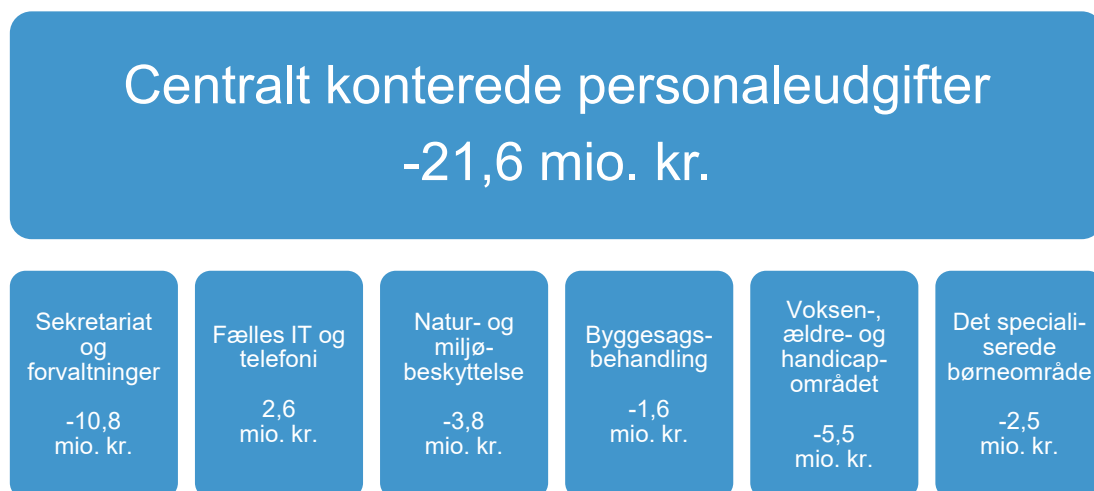 Centralt konterede personaleudgifter
-21,6 mio. kr.
Sekretariat
og
forvaltninger
-10,8
mio. kr.
Fælles IT og
telefoni
2,6
mio. kr.
Natur- og
miljø-
beskyttelse
-3,8
mio. kr.
Byggesags-
behandling
-1,6
mio. kr.
Voksen-,
ældre- og
handicap-
området
-5,5
mio. kr.
Det speciali-
serede
børneområde
-2,5
mio. kr.